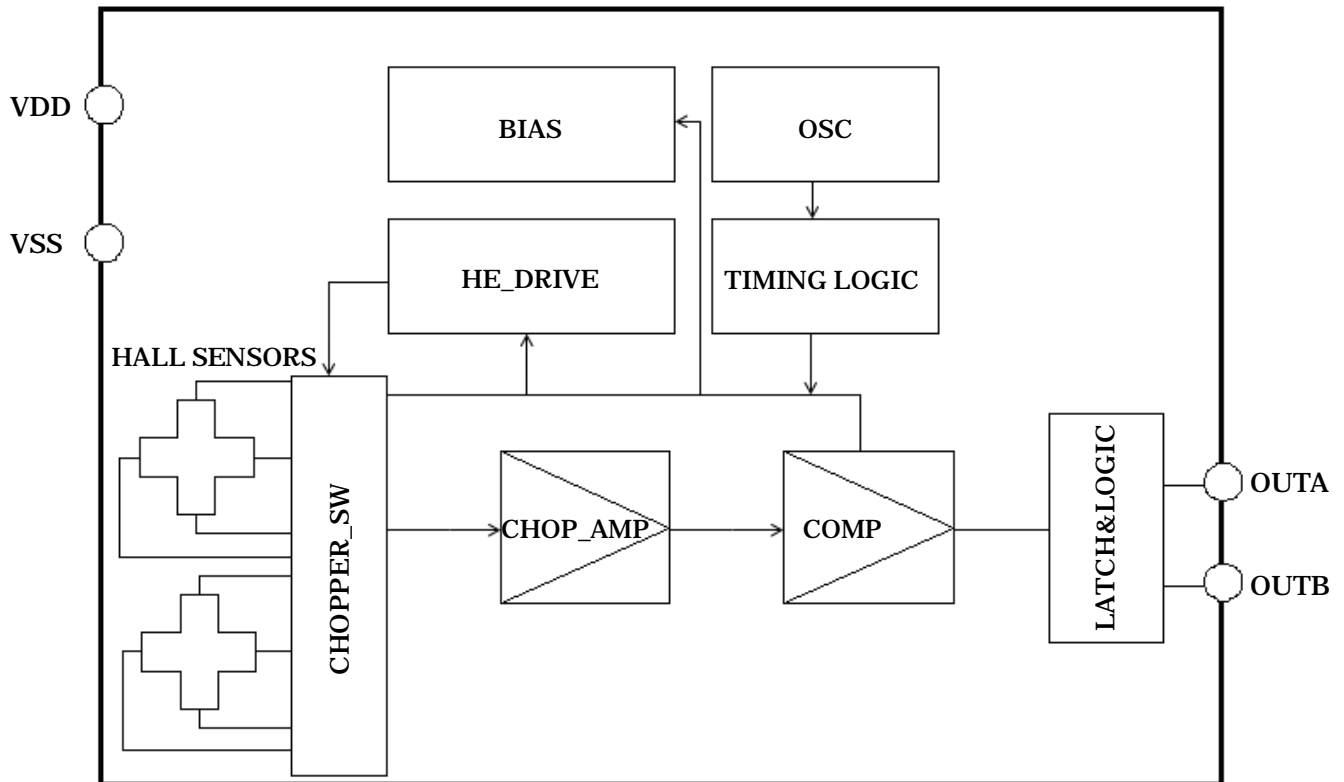 VDD
BIAS
OSC
VSS
HE_DRIVE
TIMING LOGIC
HALL SENSORS
CHOPPER_SW
CHOP_AMP
COMP
LATCH&LOGIC
OUTA
OUTB